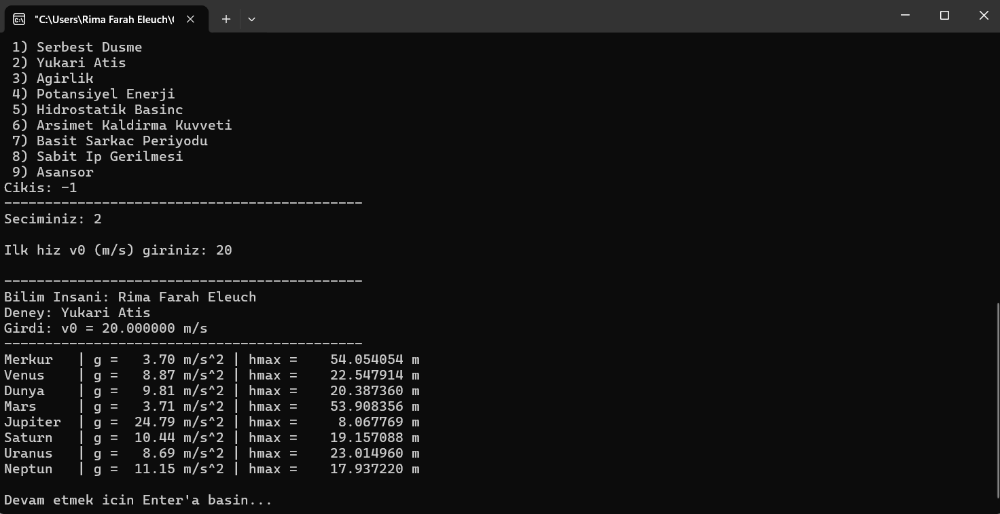 "C:\Users\Rima Farah Eleuch\
1) Serbest Dusme
2) Yukari Atis
3) Agirlik
4) Potansiyel Enerji
5) Hidrostatik Basinc
6) Arsimet Kaldirma Kuvveti
7) Basit Sarkac Periyodu
8) Sabit Ip Gerilmesi
9) Asansor
Cikis: -1
--------------------------------------------
Seciminiz: 2
Ilk hiz v0 (m/s) giriniz: 20
--------------------------------------------
Bilim Insani: Rima Farah Eleuch
Deney: Yukari Atis
Girdi: v0 = 20.000000 m/s
--------------------------------------------
Merkur   | g =   3.70 m/s^2 | hmax =    54.054054 m
Venus    | g =   8.87 m/s^2 | hmax =    22.547914 m
Dunya    | g =   9.81 m/s^2 | hmax =    20.387360 m
Mars     | g =   3.71 m/s^2 | hmax =    53.908356 m
Jupiter  | g =  24.79 m/s^2 | hmax =     8.067769 m
Saturn   | g =  10.44 m/s^2 | hmax =    19.157088 m
Uranus   | g =   8.69 m/s^2 | hmax =    23.014960 m
Neptun   | g =  11.15 m/s^2 | hmax =    17.937220 m
Devam etmek icin Enter'a basin...